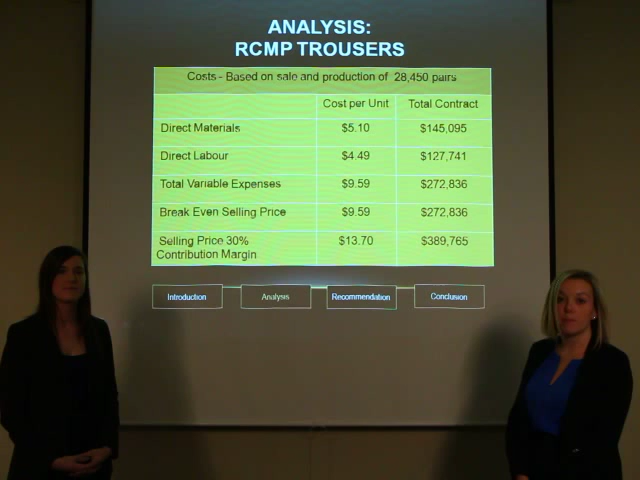 ANALYSIS:
RCMP TROUSERS
Costs - Based on sale and production of 28,450 pairs
Cost per Unit Total Contract
Direct Materials $5.10 $145,095
Direct Labour $4.49 $127,741
Total Variable Expenses $9.59 $272,836
Break Even Selling Price $9.59 $272,836
Selling Price 30% $13.70 $389,765
Contribution Margin
Introduction Analysis Recommendation Conclusion